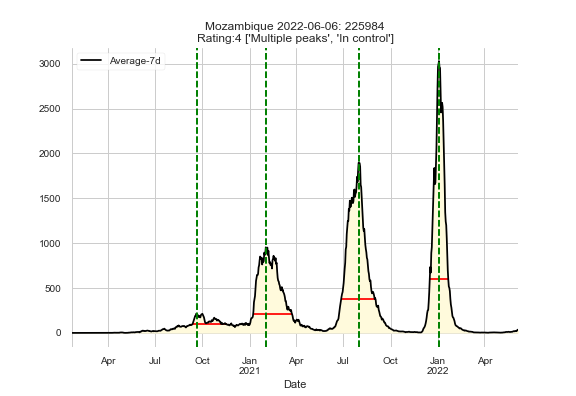 Mozambique 2022-06-06: 225984
Rating:4 ['Multiple peaks', 'In control']
Average-7d
3000
2500
2000
1500
1000
500
0
Apr Jul Oct Jan Apr Jul Oct Jan Apr
2021 2022
Date